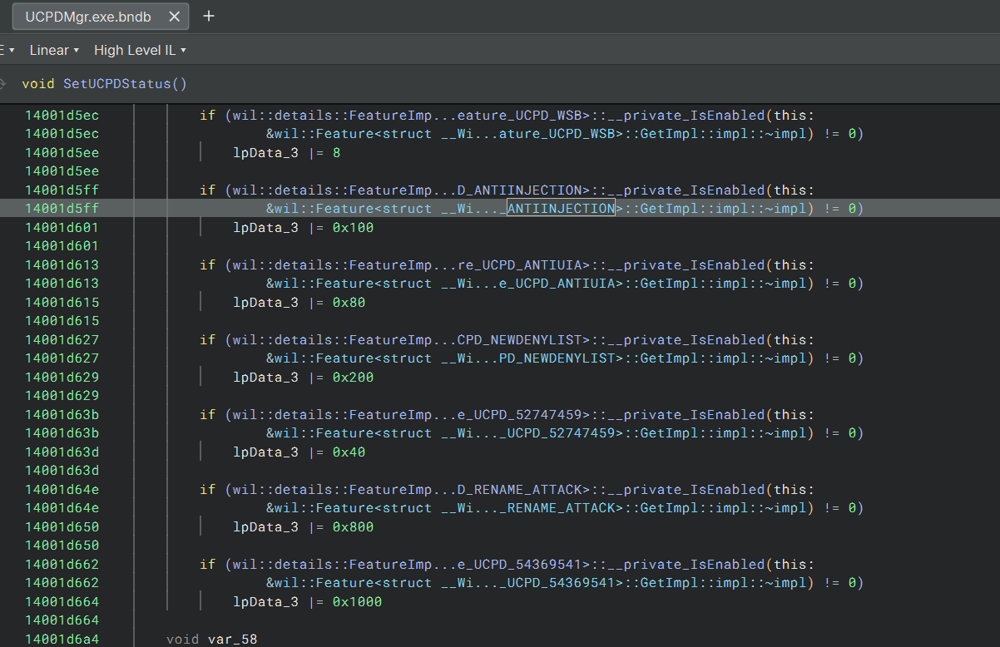 UCPDMgr.exe.bndb × +
E ▾ Linear ▾ High Level IL ▾
void SetUCPDStatus()
14001d5ec if (wil::details::FeatureImp...eature_UCPD_WSB>::__private_IsEnabled(this:
14001d5ec &wil::Feature<struct __Wi...ature_UCPD_WSB>::GetImpl::impl::~impl) != 0)
14001d5ee lpData_3 |= 8
14001d5ee
14001d5ff if (wil::details::FeatureImp...D_ANTIINJECTION>::__private_IsEnabled(this:
14001d5ff &wil::Feature<struct __Wi..._ANTIINJECTION>::GetImpl::impl::~impl) != 0)
14001d601 lpData_3 |= 0x100
14001d601
14001d613 if (wil::details::FeatureImp...re_UCPD_ANTIUIA>::__private_IsEnabled(this:
14001d613 &wil::Feature<struct __Wi...e_UCPD_ANTIUIA>::GetImpl::impl::~impl) != 0)
14001d615 lpData_3 |= 0x80
14001d615
14001d627 if (wil::details::FeatureImp...CPD_NEWDENYLIST>::__private_IsEnabled(this:
14001d627 &wil::Feature<struct __Wi...PD_NEWDENYLIST>::GetImpl::impl::~impl) != 0)
14001d629 lpData_3 |= 0x200
14001d629
14001d63b if (wil::details::FeatureImp...e_UCPD_52747459>::__private_IsEnabled(this:
14001d63b &wil::Feature<struct __Wi..._UCPD_52747459>::GetImpl::impl::~impl) != 0)
14001d63d lpData_3 |= 0x40
14001d63d
14001d64e if (wil::details::FeatureImp...D_RENAME_ATTACK>::__private_IsEnabled(this:
14001d64e &wil::Feature<struct __Wi..._RENAME_ATTACK>::GetImpl::impl::~impl) != 0)
14001d650 lpData_3 |= 0x800
14001d650
14001d662 if (wil::details::FeatureImp...e_UCPD_54369541>::__private_IsEnabled(this:
14001d662 &wil::Feature<struct __Wi..._UCPD_54369541>::GetImpl::impl::~impl) != 0)
14001d664 lpData_3 |= 0x1000
14001d664
14001d6a4 void var_58